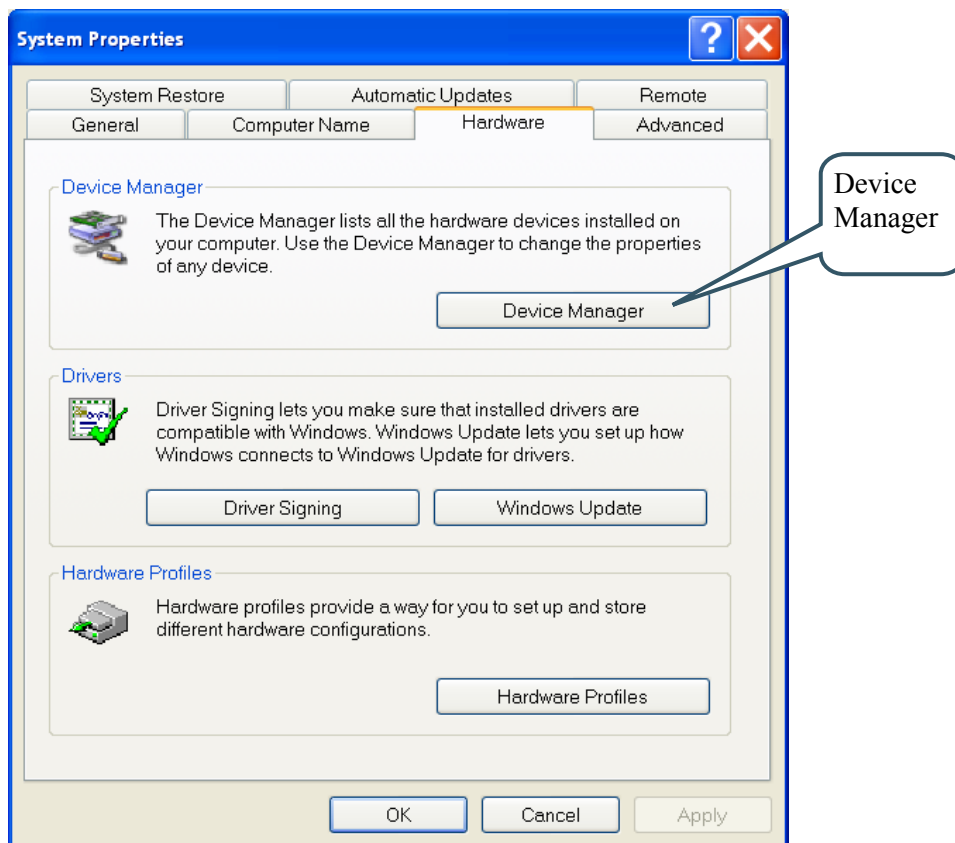 System Properties
?
System Restore
Automatic Updates
Remote
General
Computer Name
Hardware
Advanced
Device Manager
The Device Manager lists all the hardware devices installed on
your computer. Use the Device Manager to change the properties
of any device.
Device Manager
Device
Manager
Drivers
Driver Signing lets you make sure that installed drivers are
compatible with Windows. Windows Update lets you set up how
Windows connects to Windows Update for drivers.
Driver Signing
Windows Update
Hardware Profiles
Hardware profiles provide a way for you to set up and store
different hardware configurations.
Hardware Profiles
OK
Cancel
Apply